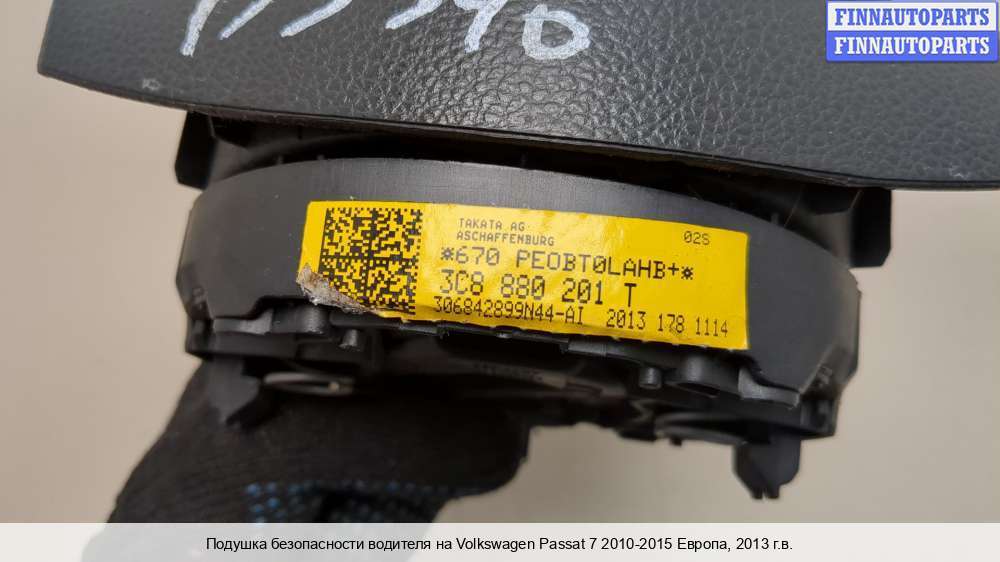 FINNAUTOPARTS
FINNAUTOPARTS
TAKATA AG
ASCHAFFENBURG
02S
*670 PEOBT0LAHB+*
3C8 880 201 T
306842899N44-AI 2013 178 1114
Подушка безопасности водителя на Volkswagen Passat 7 2010-2015 Европа, 2013 г.в.